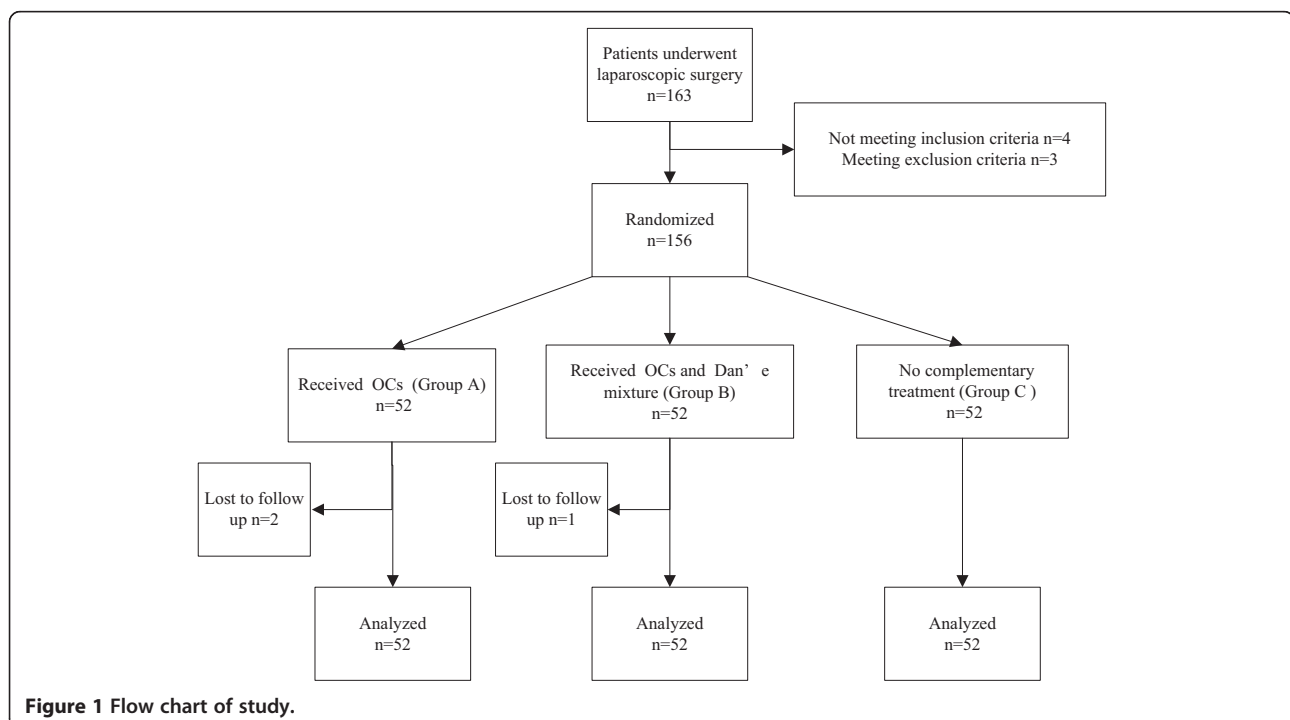 Patients underwent
laparoscopic surgery
n=163
Not meeting inclusion criteria n=4
Meeting exclusion criteria n=3
Randomized
n=156
Received OCs (Group A)
n=52
Received OCs and Dan’ e
mixture (Group B)
n=52
No complementary
treatment (Group C )
n=52
Lost to follow
up n=2
Lost to follow
up n=1
Analyzed
n=52
Analyzed
n=52
Analyzed
n=52
Figure 1 Flow chart of study.